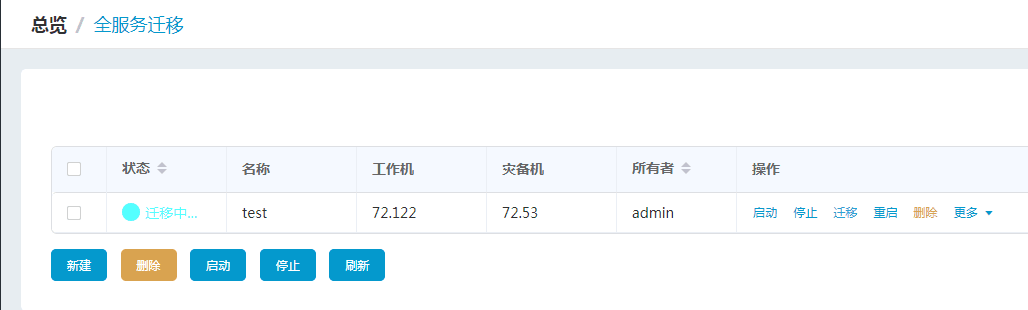 总览 / 全服务迁移
状态 名称 工作机 灾备机 所有者 操作
迁移中... test 72.122 72.53 admin 启动 停止 迁移 重启 删除 更多
新建 删除 启动 停止 刷新